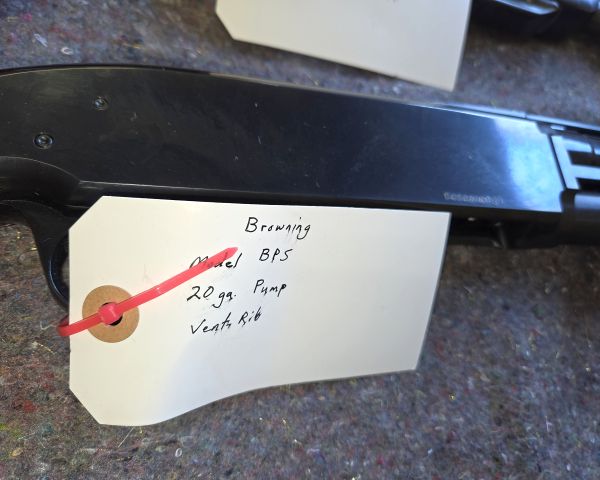 Browning
Model BPS
20 ga. Pump
Vent Rib